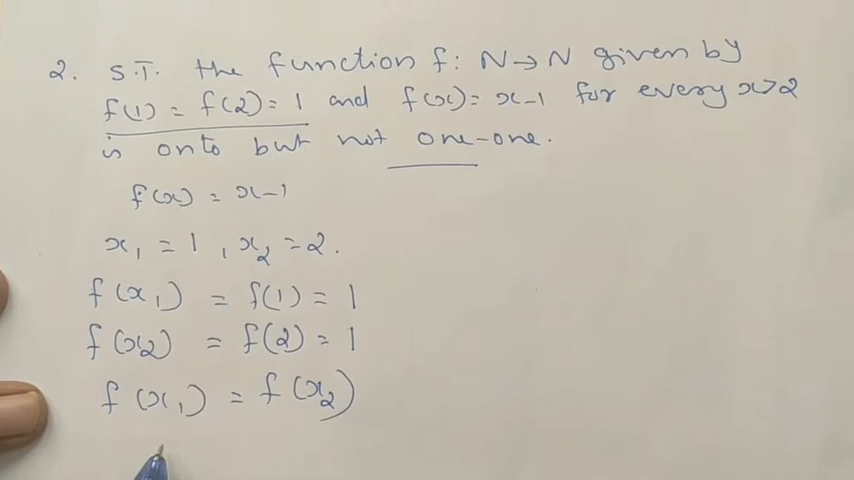 2. S.T. the function f: N→N given by
f(1) = f(2) = 1 and f(x) = x-1 for every x>2
is onto but not one-one.
f(x) = x-1
x₁ = 1, x₂ = 2.
f(x₁) = f(1) = 1
f(x₂) = f(2) = 1
f(x₁) = f(x₂)